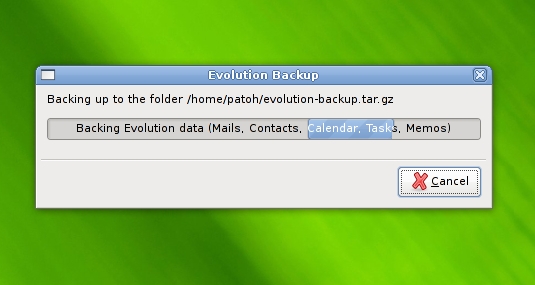 Evolution Backup
Backing up to the folder /home/patoh/evolution-backup.tar.gz
Backing Evolution data (Mails, Contacts, Calendar, Tasks, Memos)
Cancel